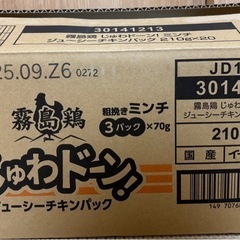 30141213
霧島鶏 じゅわドーン! ミンチ
ジューシーチキンパック 210g×20
25.09.Z6 0272
JD1
3014
霧島鶏 じゅわ
ジューシーチキ
210
国産
霧島鶏
粗挽きミンチ
3パック×70g
じゅわドーン!
ジューシーチキンパック
149 70768